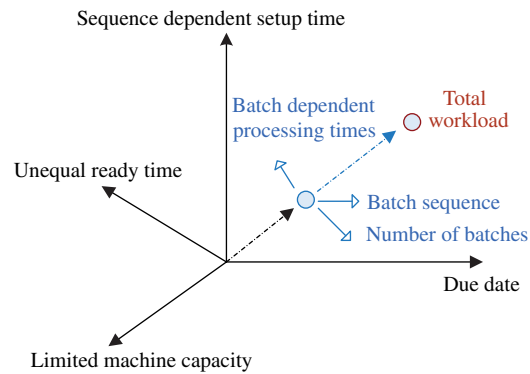 Sequence dependent setup time
Batch dependent
processing times
Total
workload
Unequal ready time
Batch sequence
Number of batches
Due date
Limited machine capacity